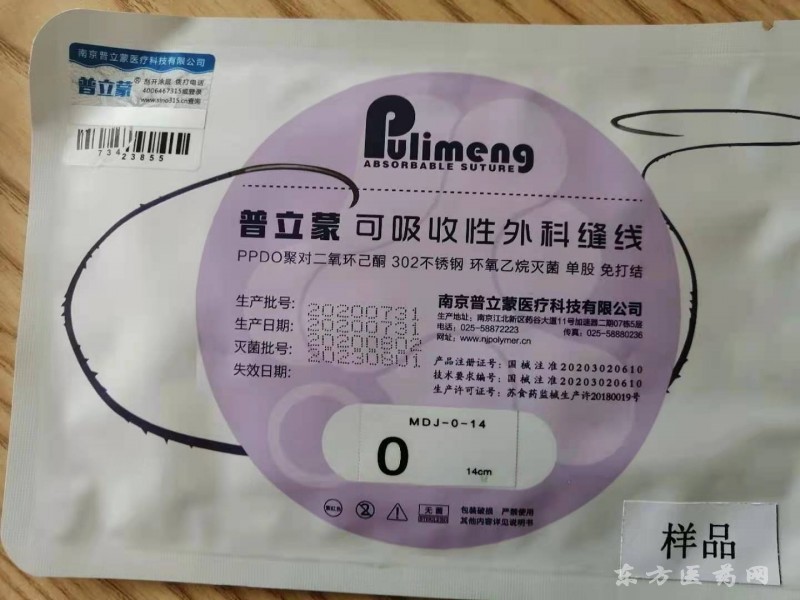 南京普立蒙医疗科技有限公司
普立蒙®
刮开涂层 拨打电话
4006467315或登录
www.sino315.cn查询
73423855
Pulimeng
ABSORBABLE SUTURE
普立蒙 可吸收性外科缝线
PPDO聚对二氧环己酮 302不锈钢 环氧乙烷灭菌 单股 免打结
生产批号: 20200731
生产日期: 20200731
灭菌批号: 20200802
失效日期: 20230801
南京普立蒙医疗科技有限公司
生产地址: 南京江北新区药谷大道11号加速器二期07栋5层
电话: 025-58872223 传真: 025-58880236
网址: www.njpolymer.cn
产品注册证号: 国械注准20203020610
技术要求编号: 国械注准20203020610
生产许可证号: 苏食药监械生产许20180019号
MDJ-0-14
0
14cm
2
无菌
STERILE EO
包装破损 严禁使用
其他内容详见说明书
样品
东方医药网